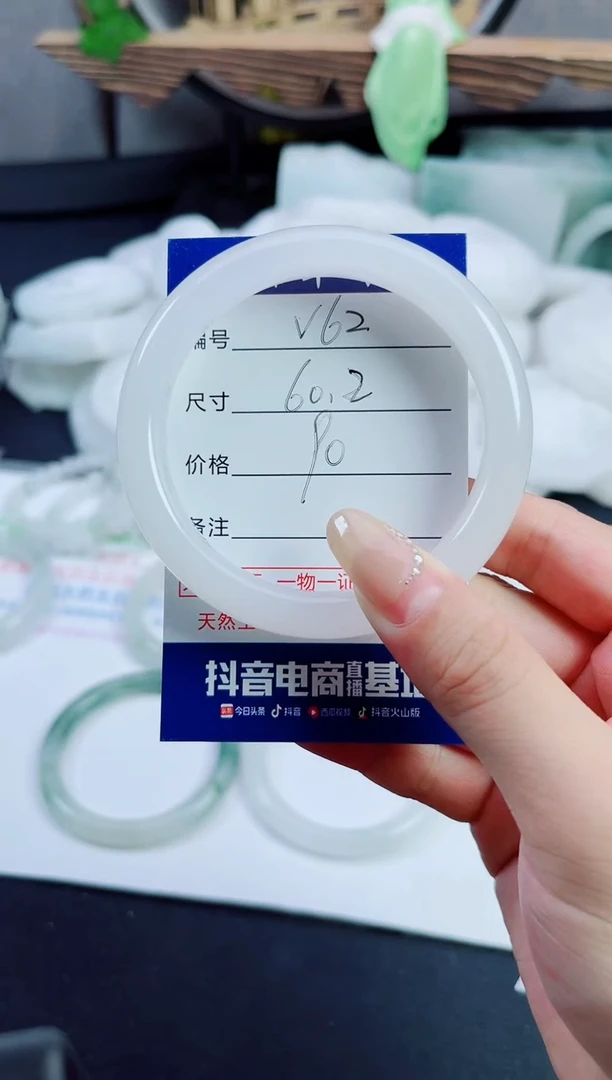 编号 V62
尺寸 60.2
价格 90
备注
一物一证
天然
抖音电商直播基地
今日头条 抖音 西瓜视频 抖音火山版